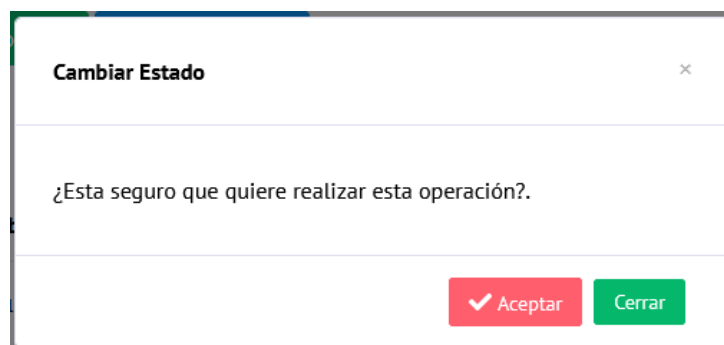 Cambiar Estado ×
¿Esta seguro que quiere realizar esta operación?.
Aceptar Cerrar